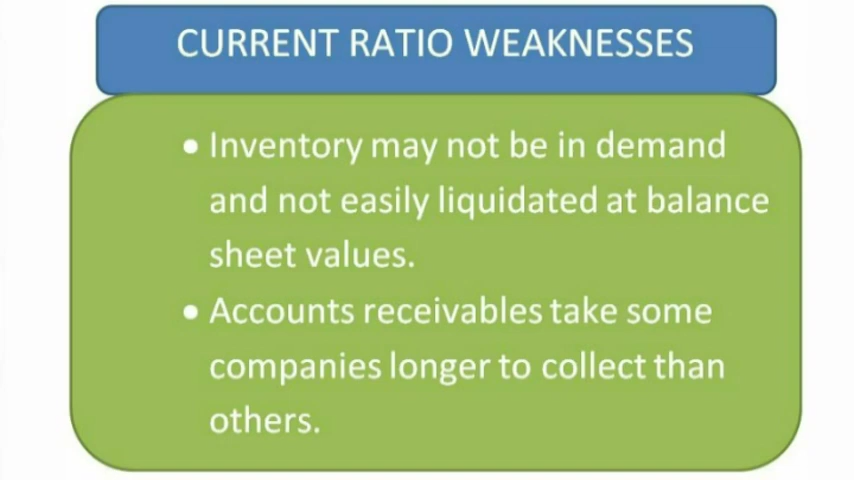 CURRENT RATIO WEAKNESSES
• Inventory may not be in demand
and not easily liquidated at balance
sheet values.
• Accounts receivables take some
companies longer to collect than
others.